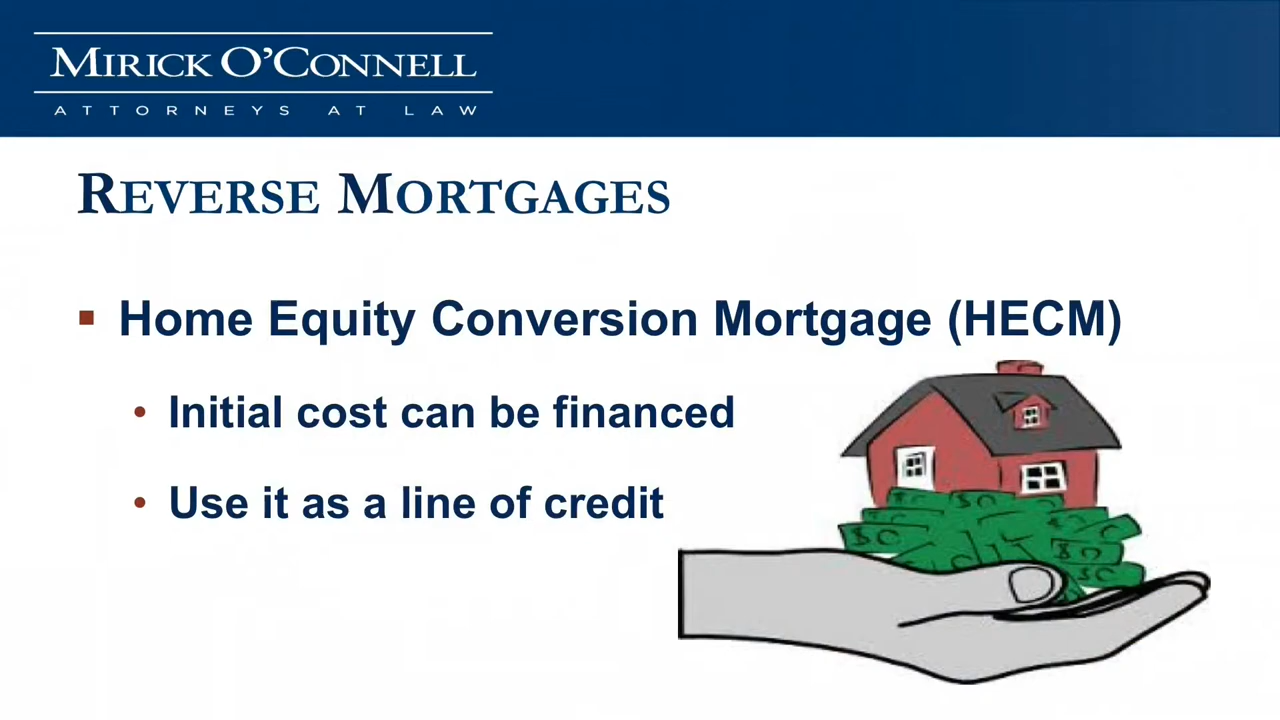 MIRICK O'CONNELL
ATTORNEYS AT LAW
REVERSE MORTGAGES
Home Equity Conversion Mortgage (HECM)
Initial cost can be financed
Use it as a line of credit